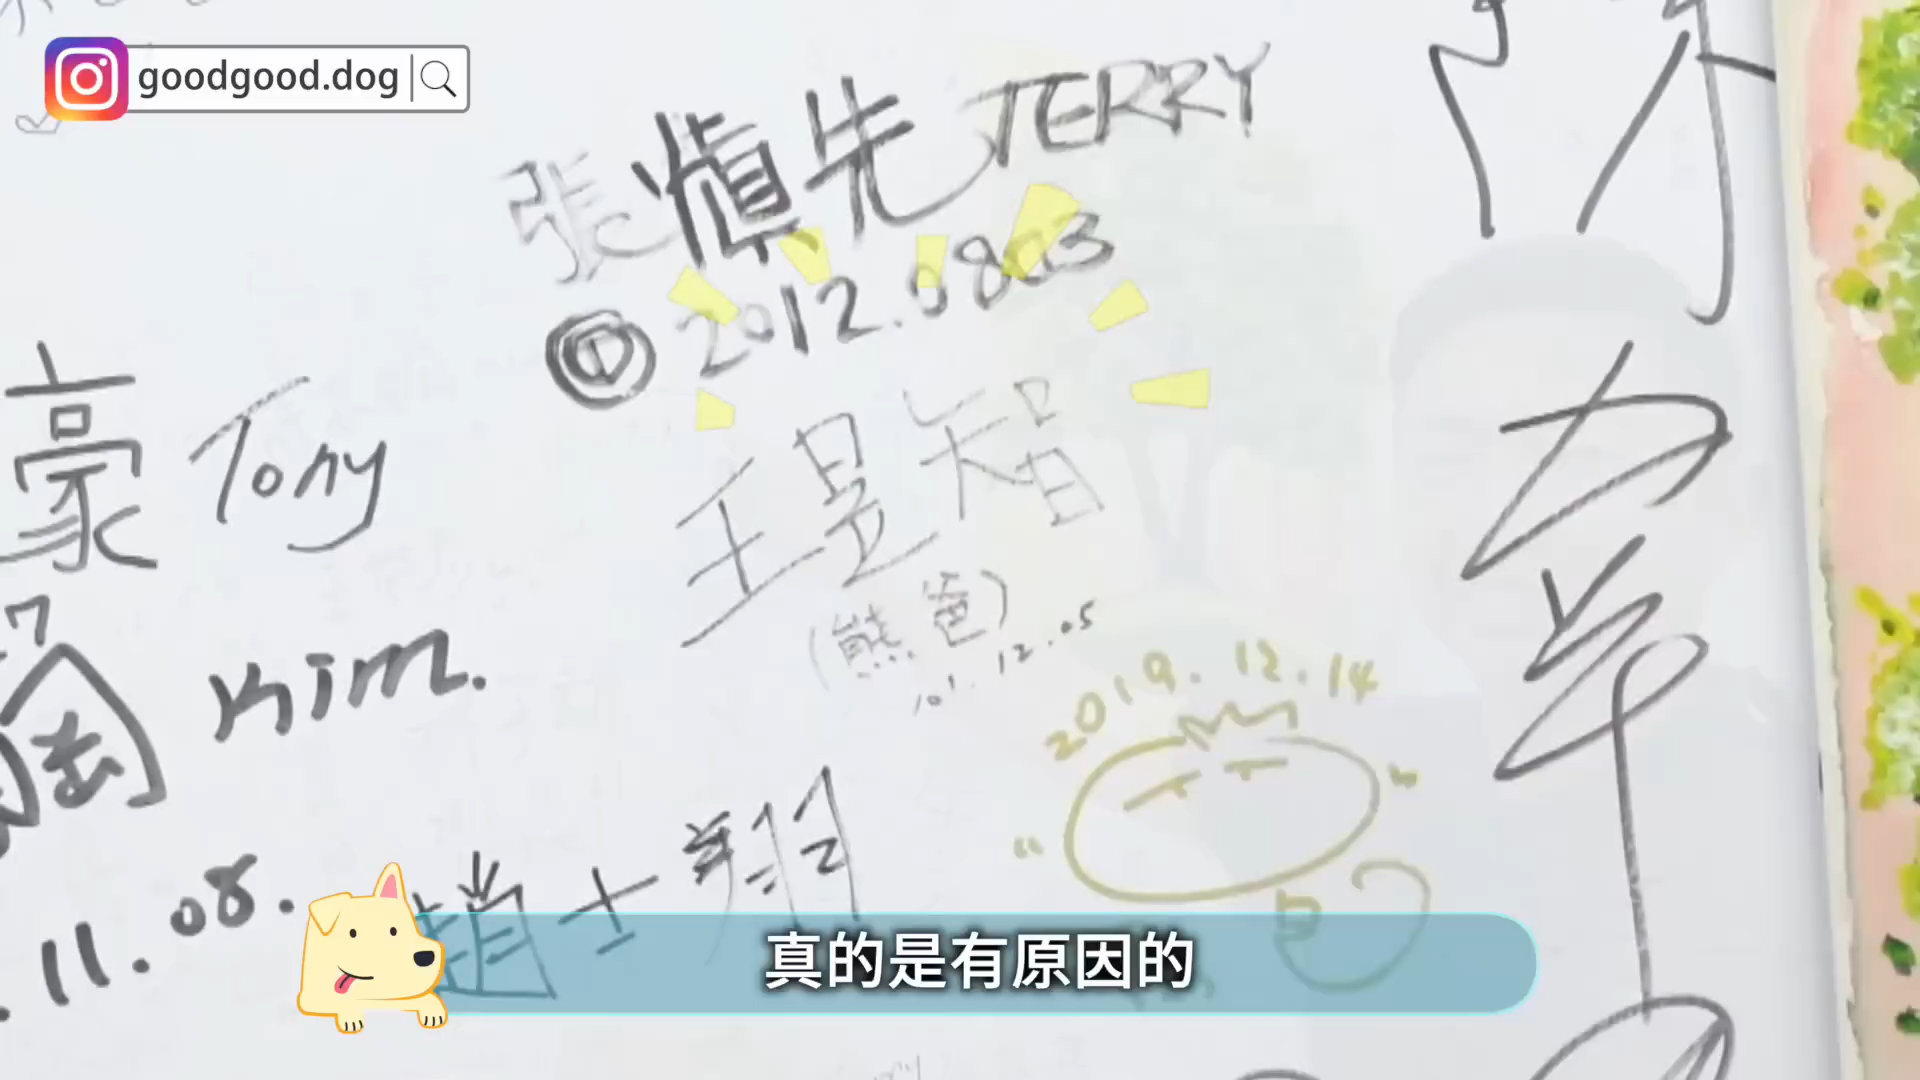 goodgood.dog
張慎先 TERRY
2012.0803
豪 Tony
王昱智
(熊爸)
101.12.05
Kim.
2019.12.14
趙士翔
.11.08.
真的是有原因的